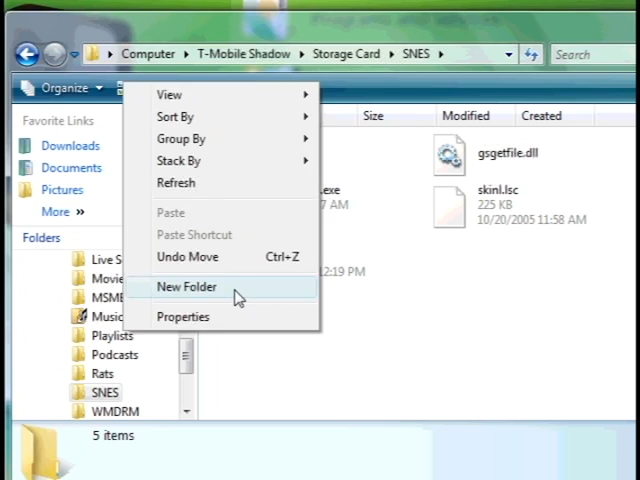 Computer T-Mobile Shadow Storage Card SNES Search
Organize
Size Modified Created
Favorite Links
Downloads
Documents
Pictures
More »
Folders
Live S
Movie
MSME
Music
Playlists
Podcasts
Rats
SNES
WMDRM
View
Sort By
Group By
Stack By
Refresh
Paste
Paste Shortcut
Undo Move Ctrl+Z
New Folder
Properties
.exe
7 AM
12:19 PM
gsgetfile.dll
skinl.lsc
225 KB
10/20/2005 11:58 AM
5 items